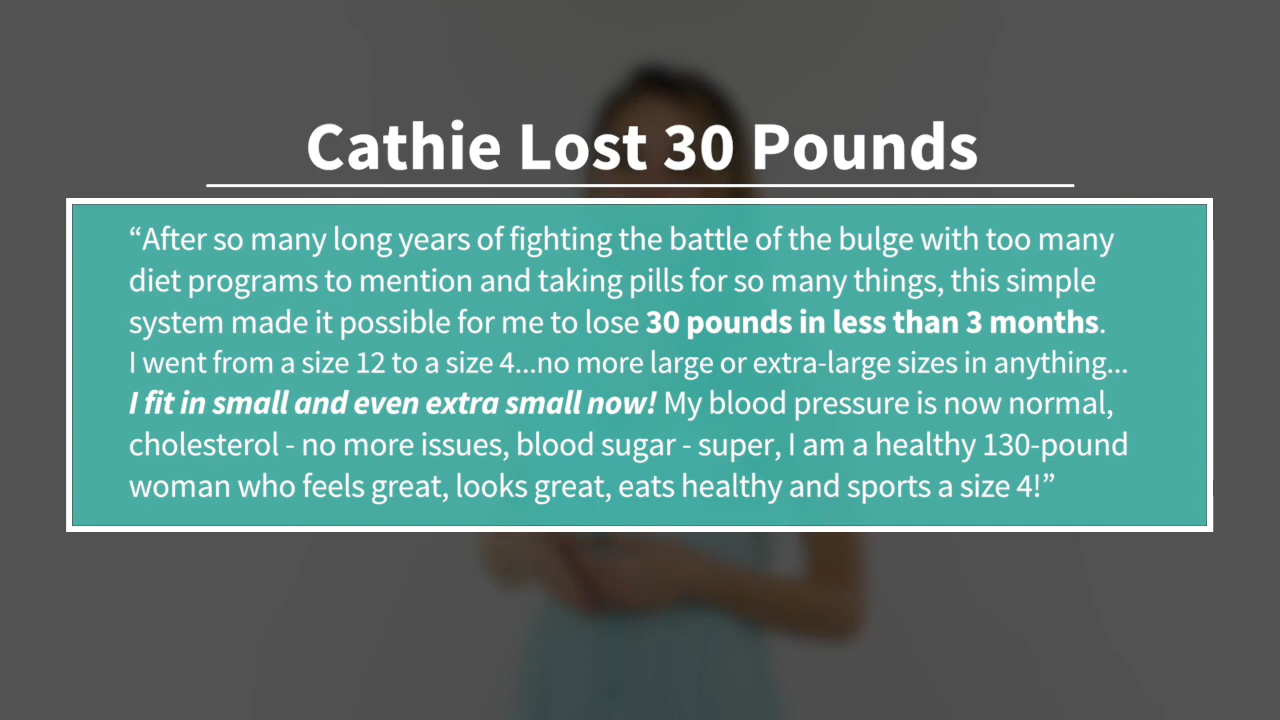 Cathie Lost 30 Pounds
“After so many long years of fighting the battle of the bulge with too many
diet programs to mention and taking pills for so many things, this simple
system made it possible for me to lose 30 pounds in less than 3 months.
I went from a size 12 to a size 4...no more large or extra-large sizes in anything...
I fit in small and even extra small now! My blood pressure is now normal,
cholesterol - no more issues, blood sugar - super, I am a healthy 130-pound
woman who feels great, looks great, eats healthy and sports a size 4!”